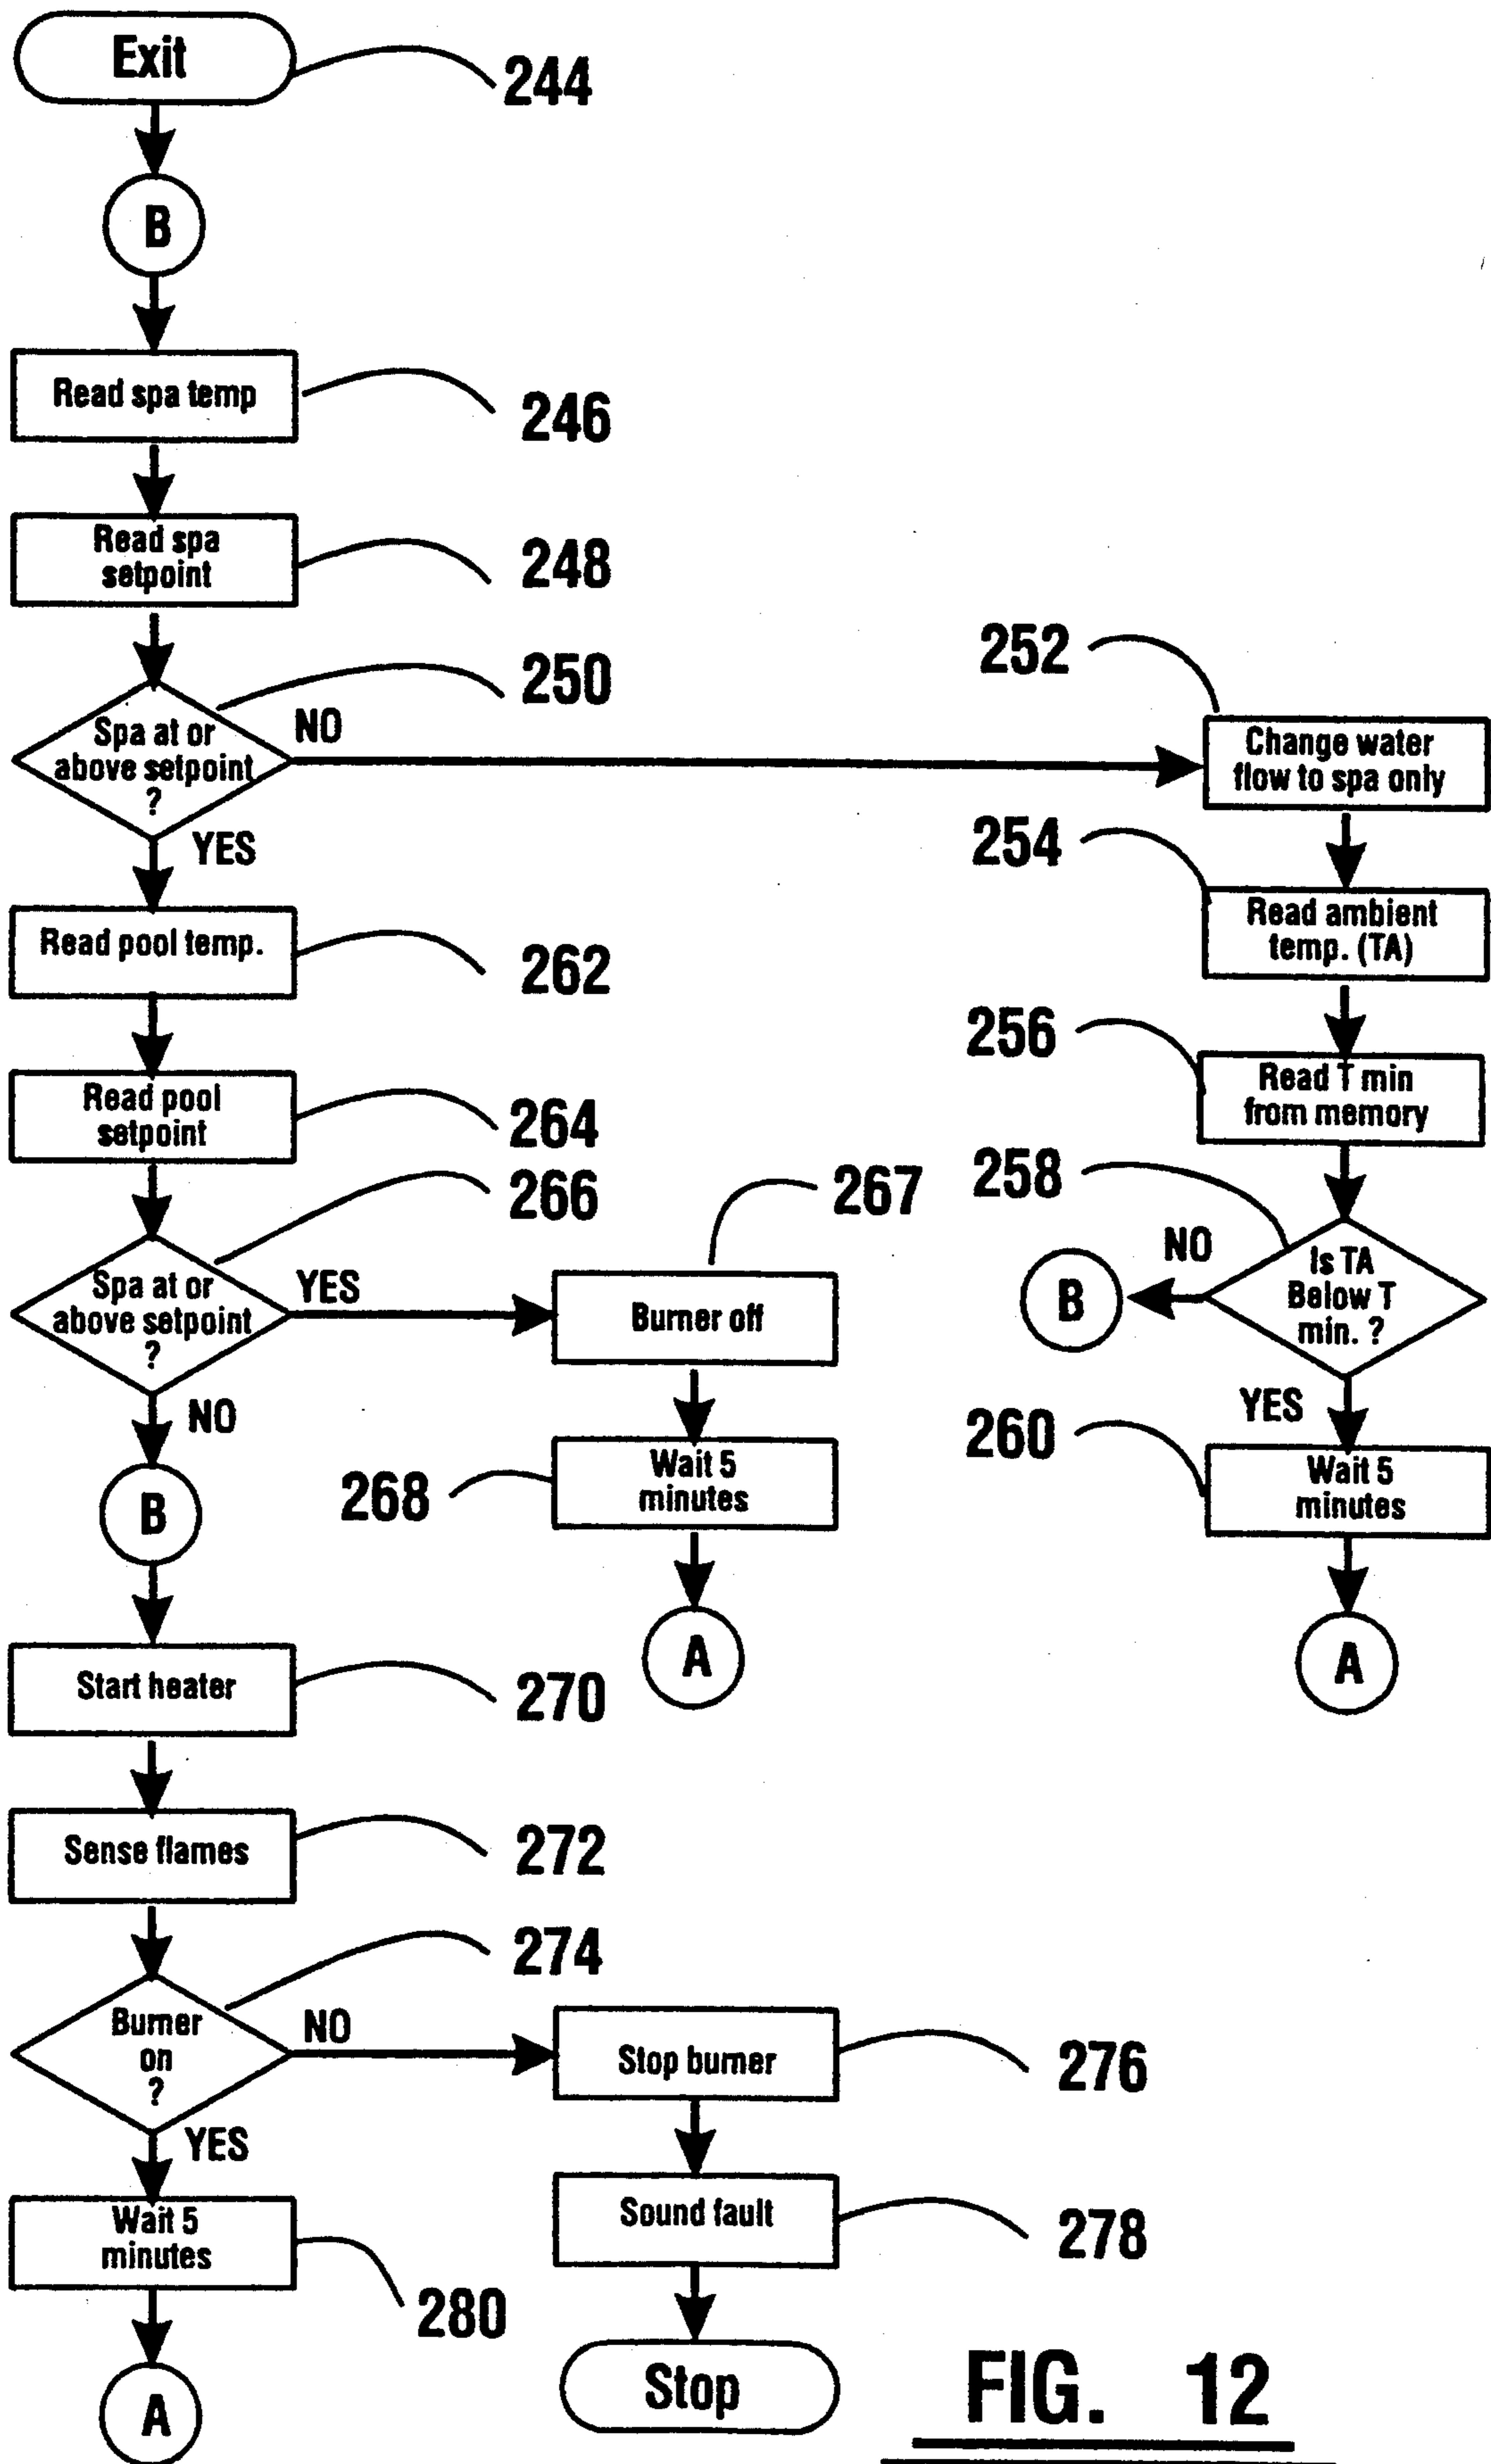 Exit
244
B
Read spa temp
246
Read spa
setpoint
248
250
Spa at or
above setpoint
?
NO
YES
252
Change water
flow to spa only
254
Read ambient
temp. (TA)
256
Read T min
from memory
258
Is TA
Below T
min. ?
NO
B
YES
260
Wait 5
minutes
A
Read pool temp.
262
Read pool
setpoint
264
266
Spa at or
above setpoint
?
YES
NO
267
Burner off
268
Wait 5
minutes
A
B
Start heater
270
Sense flames
272
274
Burner
on
?
NO
YES
Stop burner
276
Sound fault
278
Stop
Wait 5
minutes
280
A
FIG. 12